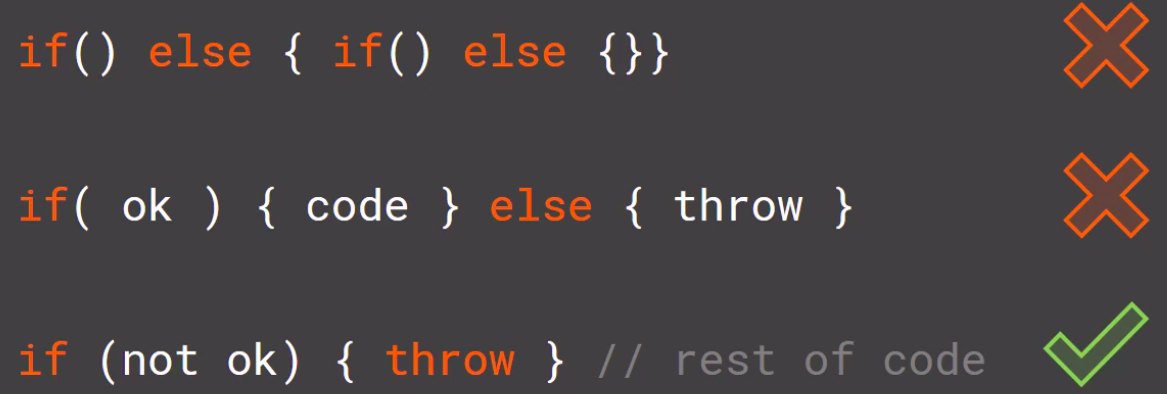 if() else { if() else {}}
if( ok ) { code } else { throw }
if (not ok) { throw } // rest of code